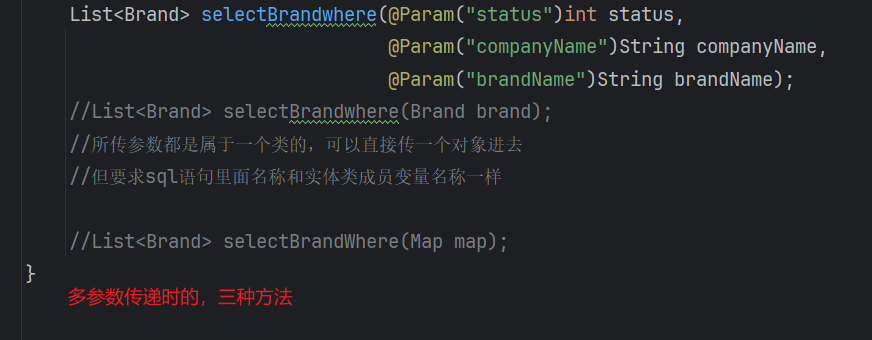 List<Brand> selectBrandwhere(@Param("status")int status,
@Param("companyName")String companyName,
@Param("brandName")String brandName);
//List<Brand> selectBrandwhere(Brand brand);
//所传参数都是属于一个类的，可以直接传一个对象进去
//但要求sql语句里面名称和实体类成员变量名称一样
//List<Brand> selectBrandWhere(Map map);
}
多参数传递时的，三种方法